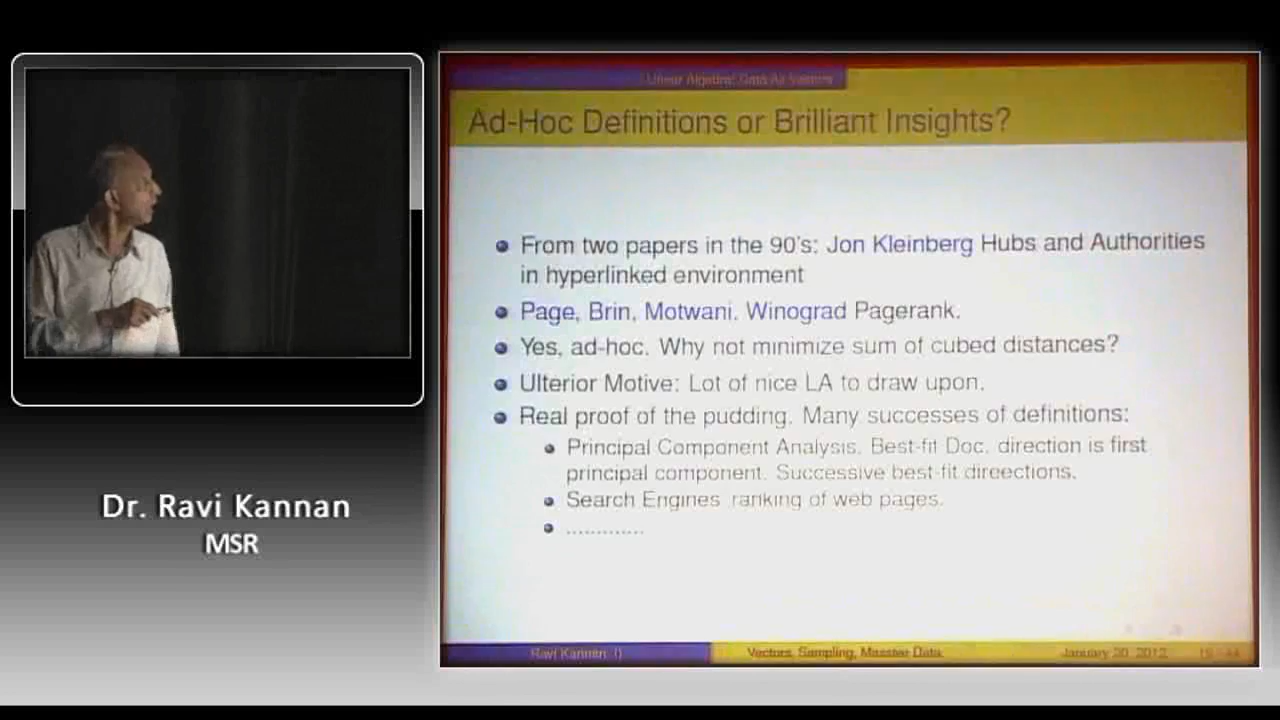 Linear Algebra: Data As Vectors
Ad-Hoc Definitions or Brilliant Insights?
From two papers in the 90's: Jon Kleinberg Hubs and Authorities
in hyperlinked environment
Page, Brin, Motwani, Winograd Pagerank.
Yes, ad-hoc. Why not minimize sum of cubed distances?
Ulterior Motive: Lot of nice LA to draw upon.
Real proof of the pudding. Many successes of definitions:
Principal Component Analysis. Best-fit Doc. direction is first
principal component. Successive best-fit direections.
Search Engines ranking of web pages.
.............
Dr. Ravi Kannan
MSR
Ravi Kannan ()
Vectors, Sampling, Massive Data
January 20, 2012